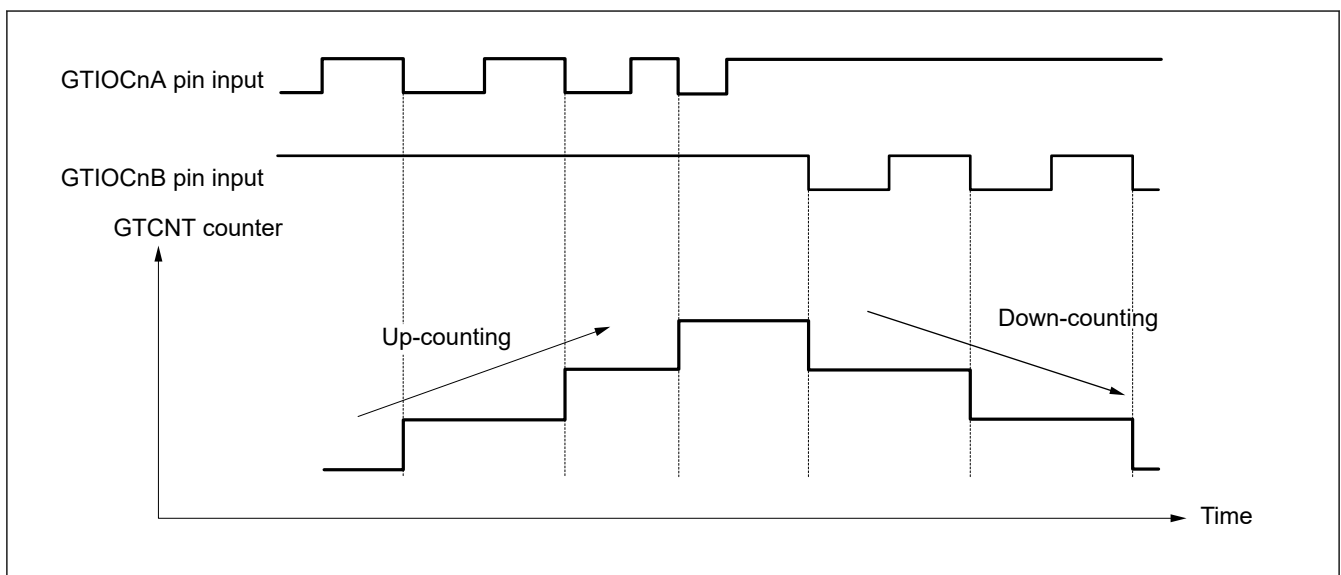 GTIOCnA pin input
GTIOCnB pin input
GTCNT counter
Up-counting
Down-counting
Time